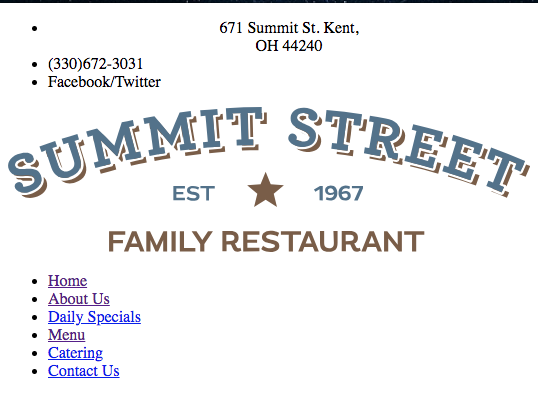 671 Summit St. Kent,
OH 44240
(330)672-3031
Facebook/Twitter
SUMMIT STREET
EST 1967
FAMILY RESTAURANT
Home
About Us
Daily Specials
Menu
Catering
Contact Us